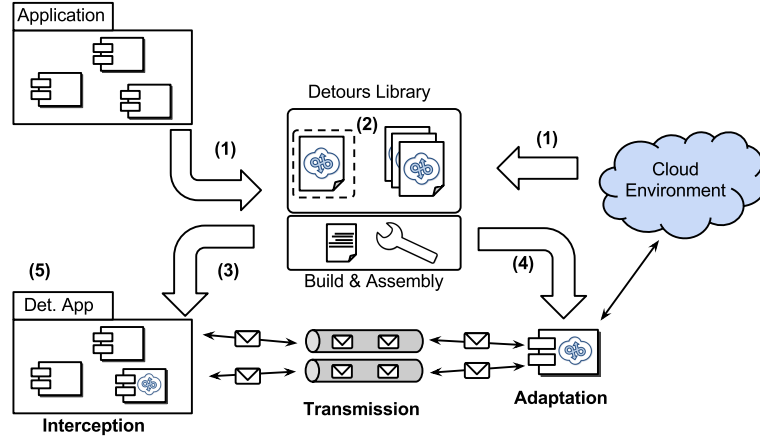 Application
Detours Library
(2)
(1)
(1)
Cloud
Environment
(3)
(4)
Build & Assembly
(5)
Det. App
Interception
Transmission
Adaptation